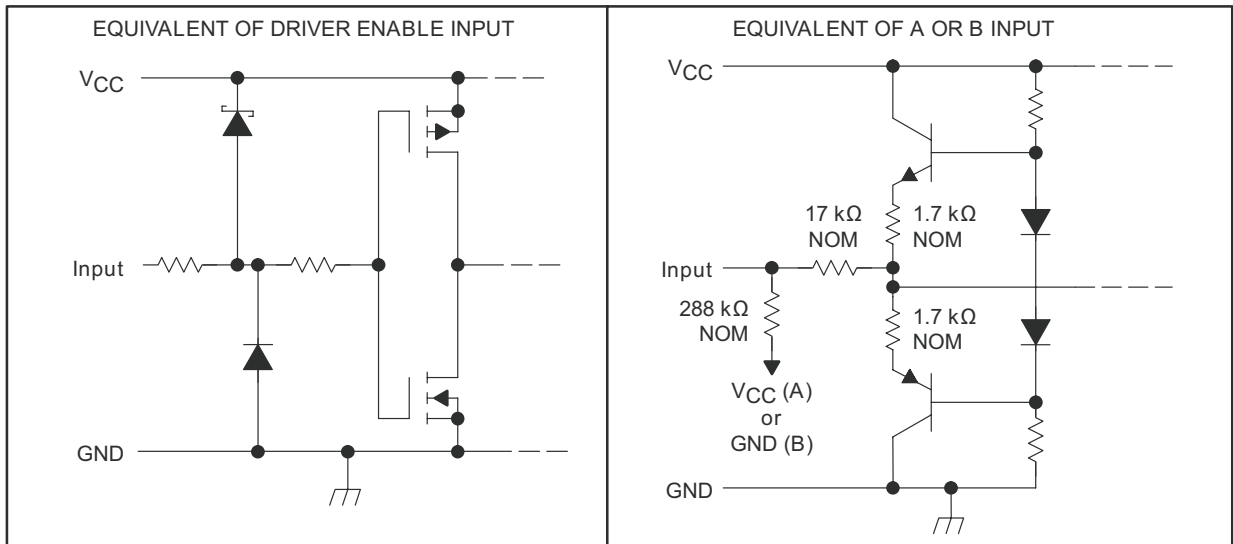 EQUIVALENT OF DRIVER ENABLE INPUT
VCC
Input
GND
EQUIVALENT OF A OR B INPUT
VCC
17 kΩ
NOM
1.7 kΩ
NOM
Input
288 kΩ
NOM
1.7 kΩ
NOM
VCC (A)
or
GND (B)
GND